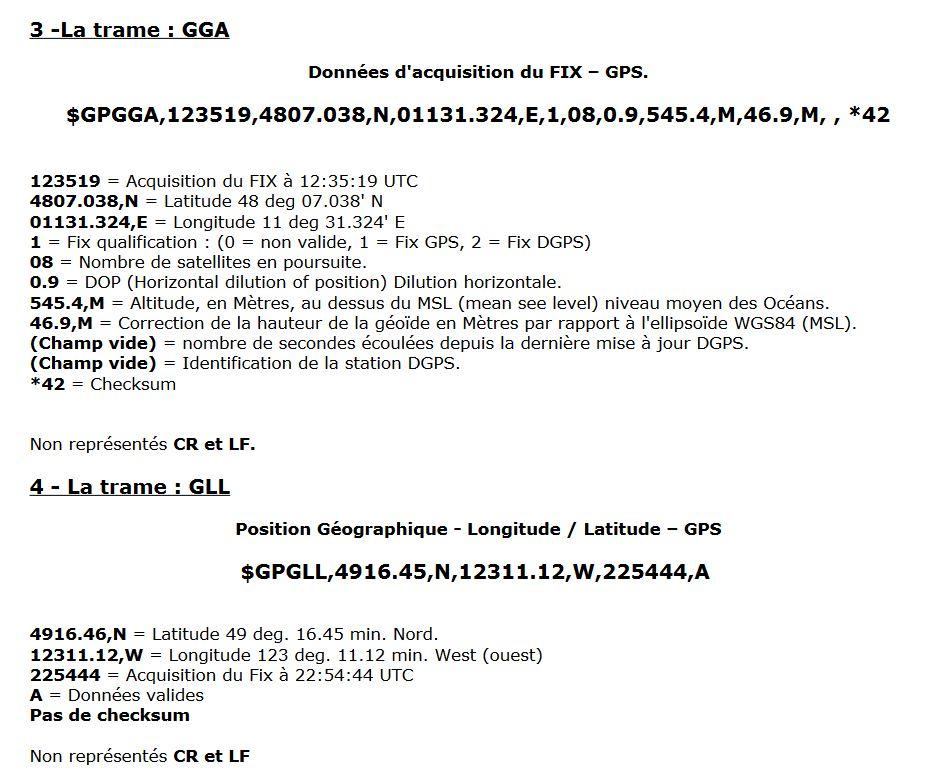 3 -La trame : GGA
Données d'acquisition du FIX – GPS.
$GPGGA,123519,4807.038,N,01131.324,E,1,08,0.9,545.4,M,46.9,M, , *42
123519 = Acquisition du FIX à 12:35:19 UTC
4807.038,N = Latitude 48 deg 07.038' N
01131.324,E = Longitude 11 deg 31.324' E
1 = Fix qualification : (0 = non valide, 1 = Fix GPS, 2 = Fix DGPS)
08 = Nombre de satellites en poursuite.
0.9 = DOP (Horizontal dilution of position) Dilution horizontale.
545.4,M = Altitude, en Mètres, au dessus du MSL (mean see level) niveau moyen des Océans.
46.9,M = Correction de la hauteur de la géoïde en Mètres par rapport à l'ellipsoïde WGS84 (MSL).
(Champ vide) = nombre de secondes écoulées depuis la dernière mise à jour DGPS.
(Champ vide) = Identification de la station DGPS.
*42 = Checksum
Non représentés CR et LF.
4 - La trame : GLL
Position Géographique - Longitude / Latitude – GPS
$GPGLL,4916.45,N,12311.12,W,225444,A
4916.46,N = Latitude 49 deg. 16.45 min. Nord.
12311.12,W = Longitude 123 deg. 11.12 min. West (ouest)
225444 = Acquisition du Fix à 22:54:44 UTC
A = Données valides
Pas de checksum
Non représentés CR et LF